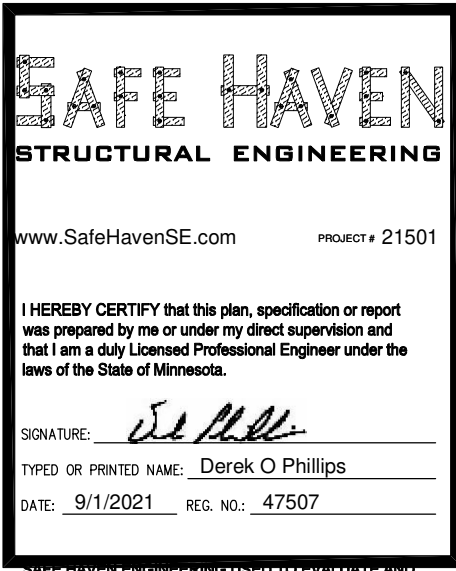 SAFE HAVEN
STRUCTURAL ENGINEERING
www.SafeHavenSE.com PROJECT # 21501
I HEREBY CERTIFY that this plan, specification or report
was prepared by me or under my direct supervision and
that I am a duly Licensed Professional Engineer under the
laws of the State of Minnesota.
SIGNATURE:
TYPED OR PRINTED NAME: Derek O Phillips
DATE: 9/1/2021 REG. NO.: 47507